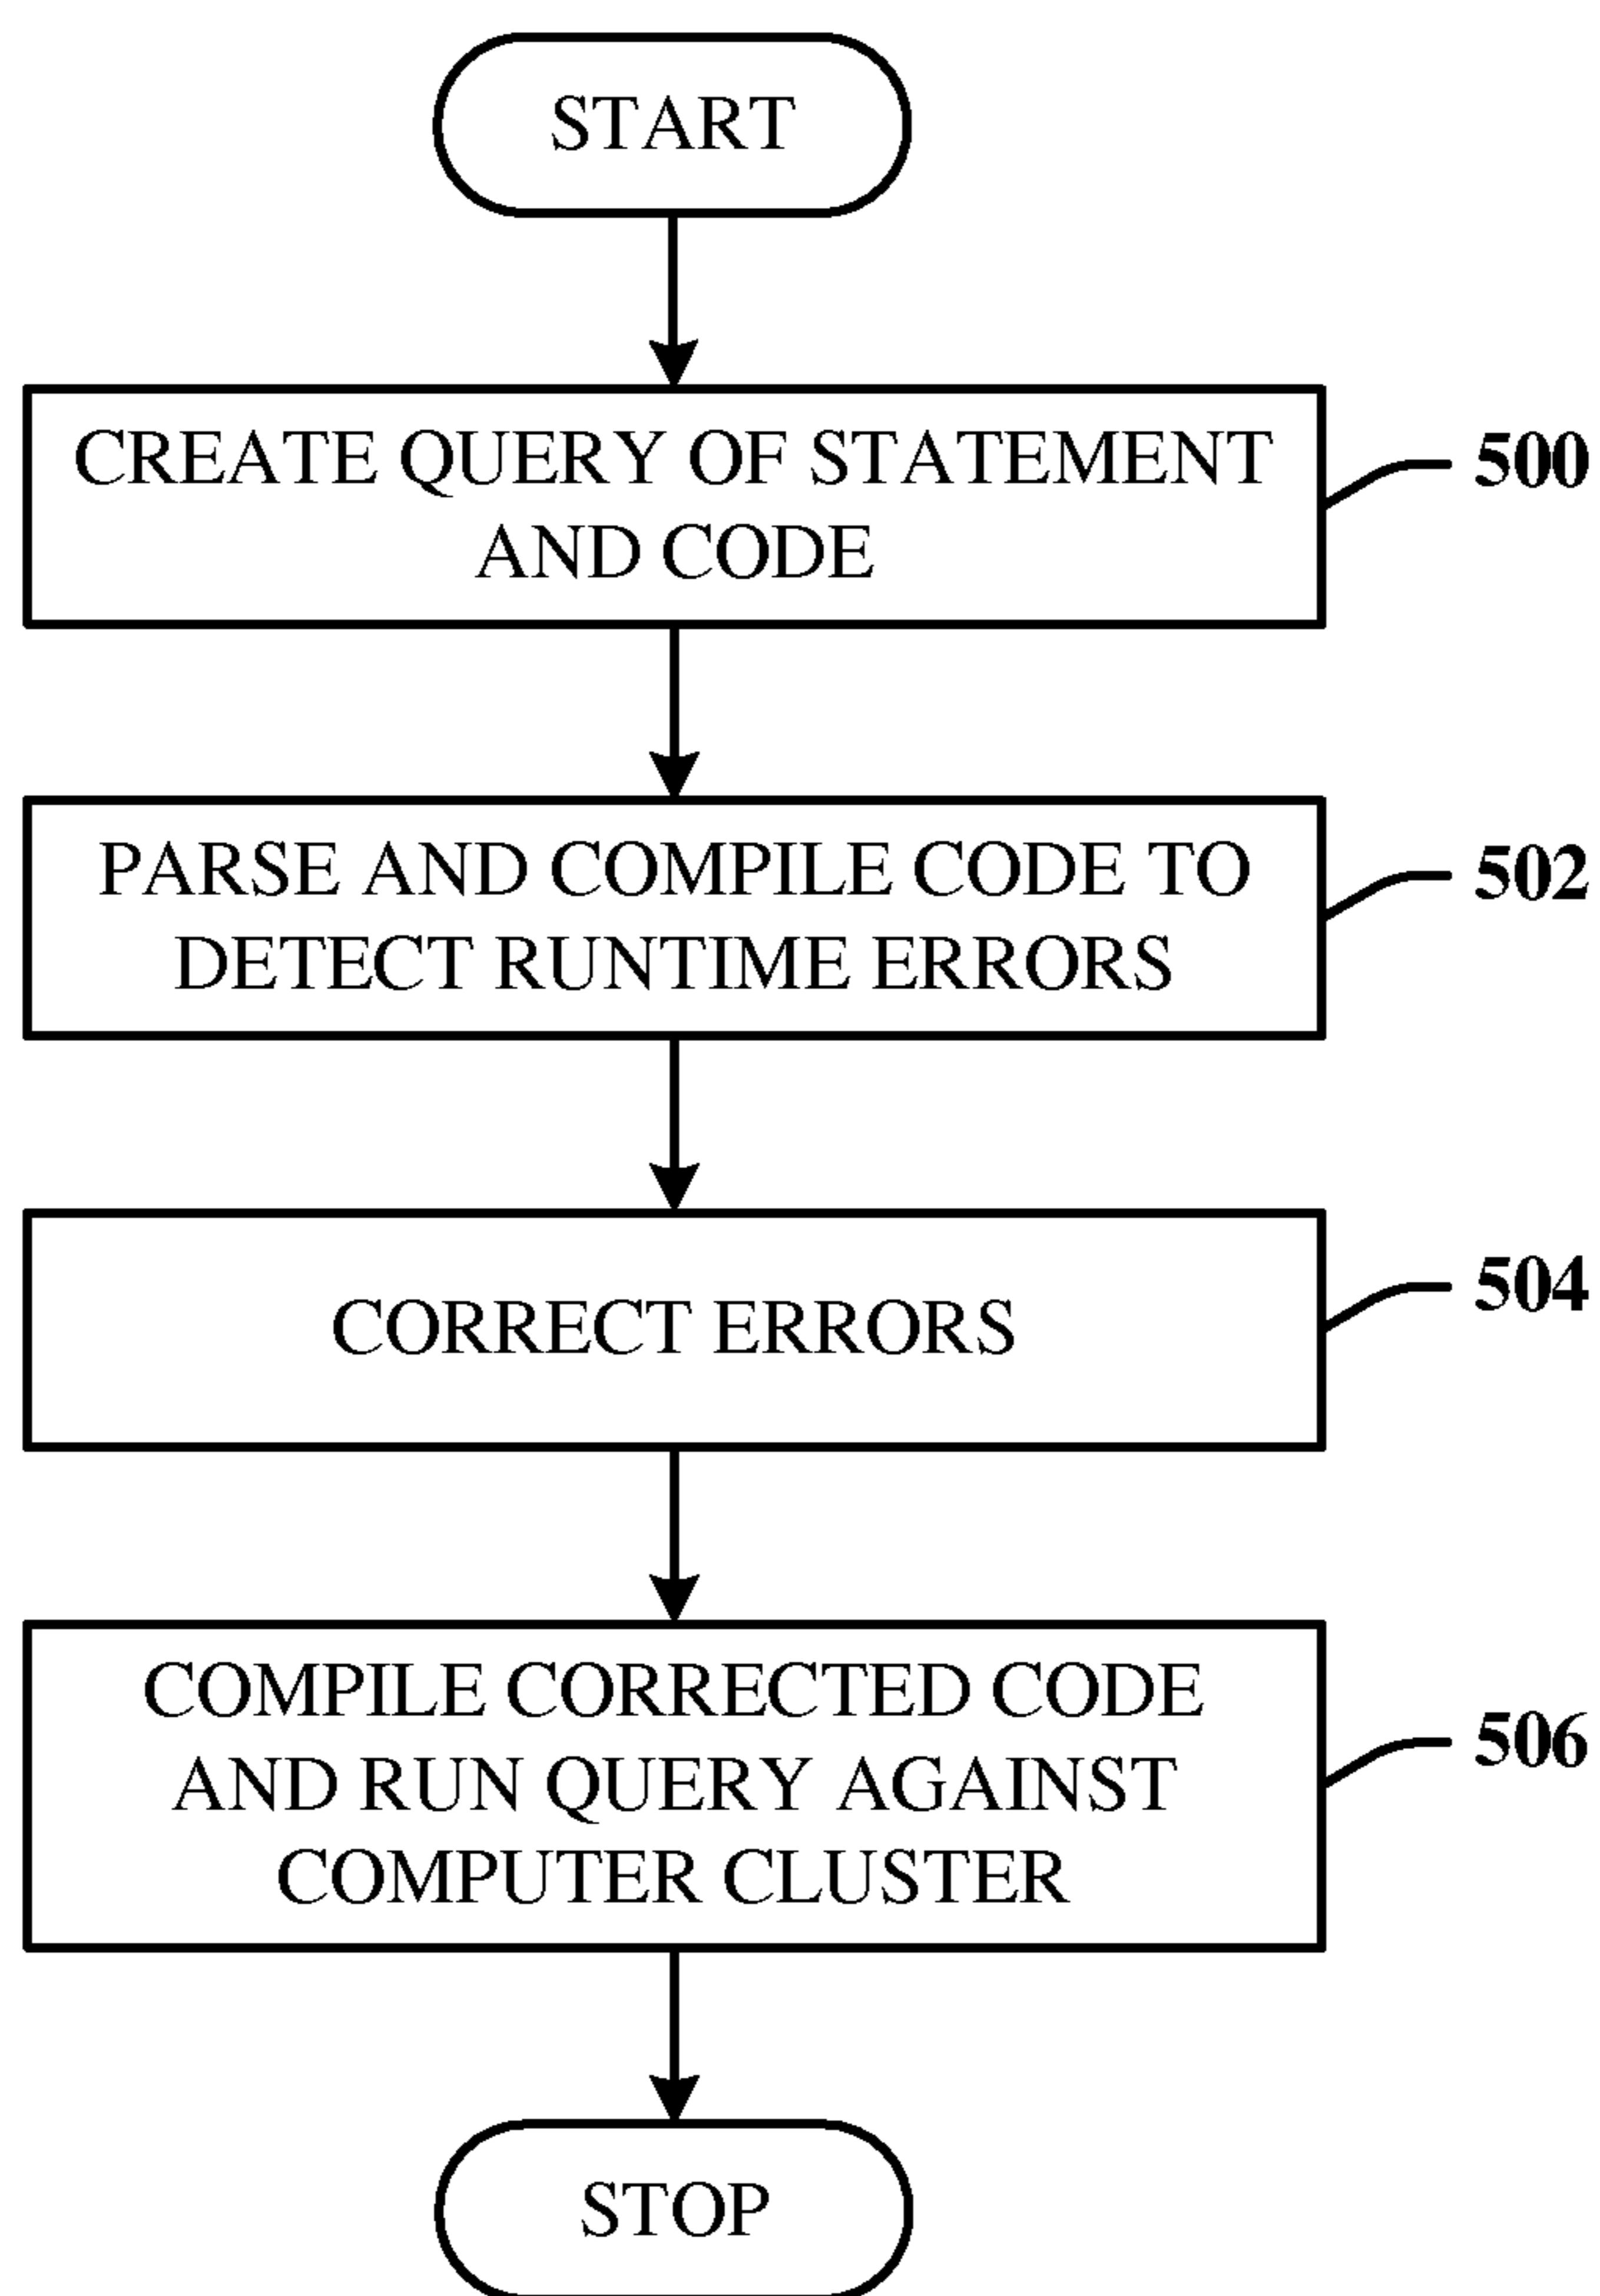 START
CREATE QUERY OF STATEMENT
AND CODE
500
PARSE AND COMPILE CODE TO
DETECT RUNTIME ERRORS
502
CORRECT ERRORS
504
COMPILE CORRECTED CODE
AND RUN QUERY AGAINST
COMPUTER CLUSTER
506
STOP